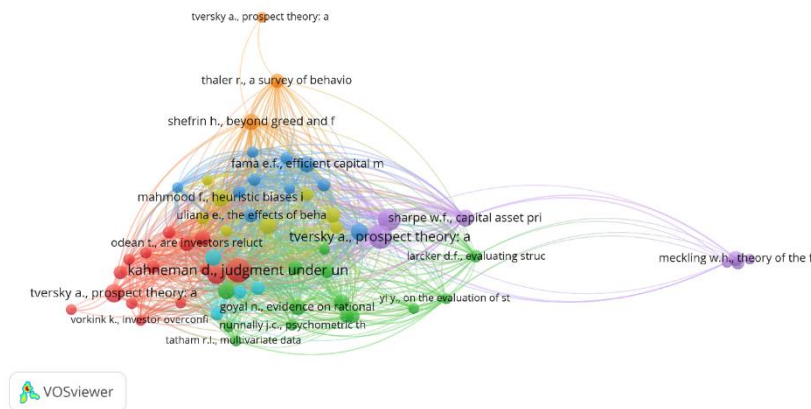 tversky a., prospect theory: a
thaler r., a survey of behavio
shefrin h., beyond greed and f
fama e.f., efficient capital m
mahmood f., heuristic biases i
uliana e., the effects of beha
sharpe w.f., capital asset pri
tversky a., prospect theory: a
odean t., are investors reluct
larcker d.f., evaluating struc
meckling w.h., theory of the f
kahneman d., judgment under un
tversky a., prospect theory: a
yi y., on the evaluation of st
goyal n., evidence on rational
vorkink k., investor overconfi
nunnally j.c., psychometric th
tatham r.l., multivariate data
VOSviewer